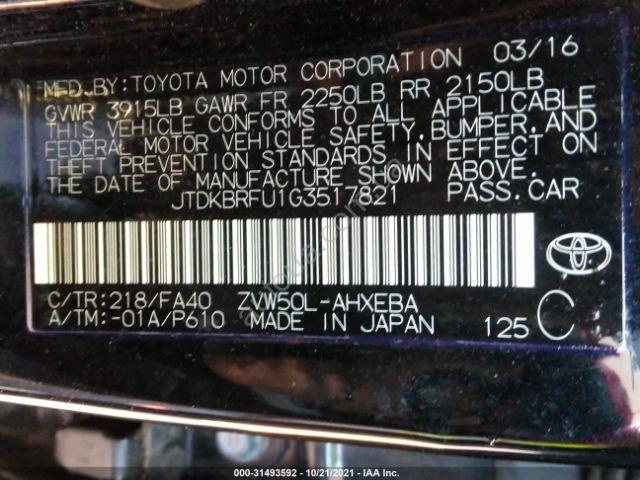 MFD.BY:TOYOTA MOTOR CORPORATION 03/16
GVWR 3915LB GAWR FR 2250LB RR 2150LB
THIS VEHICLE CONFORMS TO ALL APPLICABLE
FEDERAL MOTOR VEHICLE SAFETY,BUMPER,AND
THEFT PREVENTION STANDARDS IN EFFECT ON
THE DATE OF MANUFACTURE SHOWN ABOVE.
JTDKBRFU1G3517821 PASS.CAR
C/TR:218/FA40 ZVW50L-AHXEBA
A/TM:-01A/P610 MADE IN JAPAN 125 C
000-31493592 - 10/21/2021 - IAA Inc.